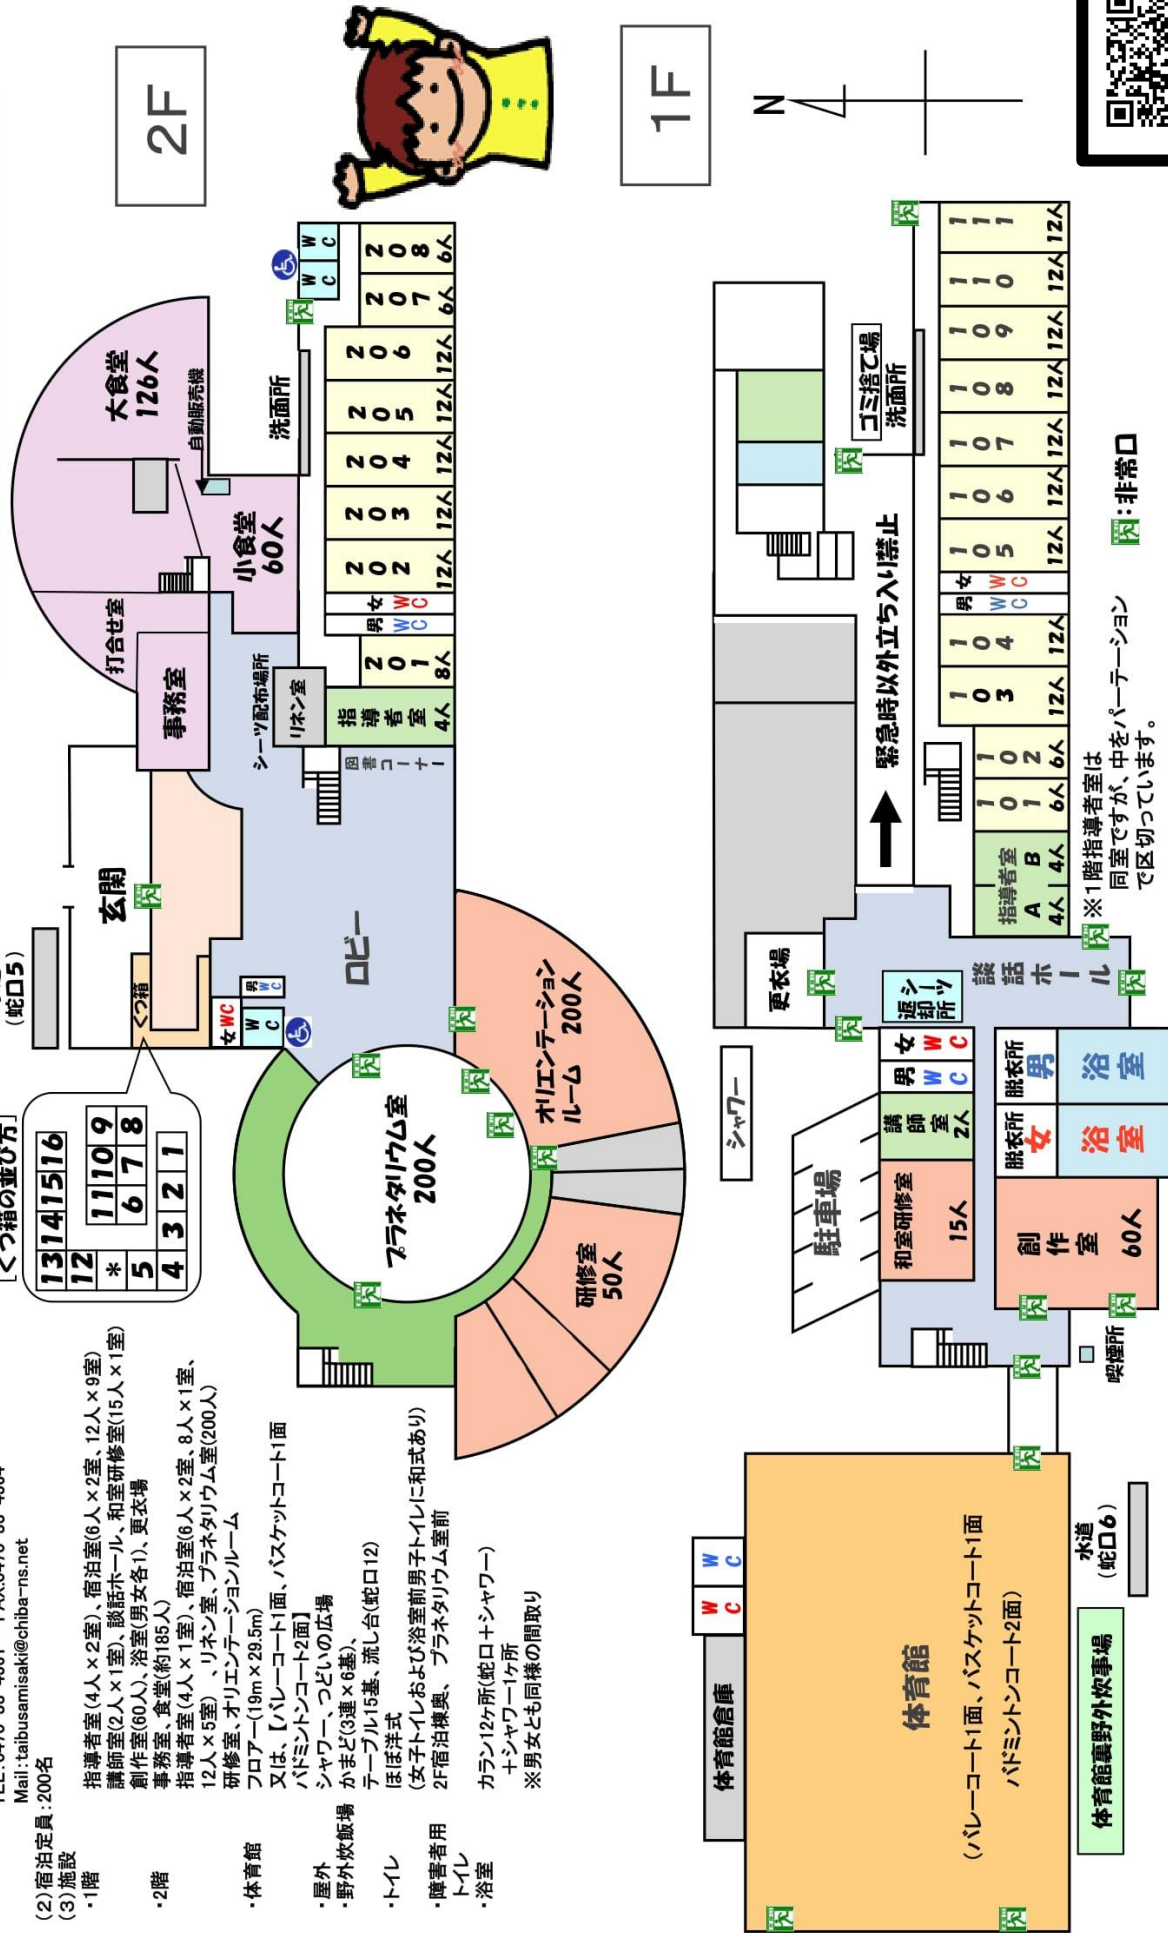 Mail:taibusamisaki@chiba-ns.net
(2)宿泊定員:200名
(3)施設
・1階
指導者室(4人×2室)、宿泊室(6人×2室、12人×9室)
講師室(2人×1室)、談話ホール、和室研修室(15人×1室)
創作室(60人)、浴室(男女各1)、更衣場
・2階
事務室、食堂(約185人)
指導者室(4人×1室)、宿泊室(6人×2室、8人×1室、
12人×5室) 、リネン室、プラネタリウム室(200人)
研修室、オリエンテーションルーム
・体育館
フロアー(19m×29.5m)
又は、【バレーコート1面、バスケットコート1面
バドミントンコート2面】
・屋外
シャワー、つどいの広場
・野外炊飯場
かまど(3連×6基)、
テーブル15基、流し台(蛇口12)
・トイレ
ほぼ洋式
(女子トイレおよび浴室前男子トイレに和式あり)
・障害者用
トイレ
2F宿泊棟奥、プラネタリウム室前
・浴室
カラン12ヶ所(蛇口+シャワー)
+シャワー1ヶ所
※男女とも同様の間取り
[くつ箱の並び方]
13 14 15 16
12
* 11 10 9
5 6 7 8
4 3 2 1
(蛇口5)
玄関
くつ箱
女 WC
男 WC
WC
ロビー
事務室
打合せ室
大食堂
126人
自動販売機
小食堂
60人
洗面所
シーツ配布場所
リネン室
図書コーナー
指導者室
4人
201
8人
男 WC
女 WC
202
12人
203
12人
204
12人
205
12人
206
12人
207
6人
208
6人
WC
WC
2F
プラネタリウム室
200人
オリエンテーション
ルーム 200人
研修室
50人
1F
N
シャワー
更衣場
駐車場
シーツ返却所
談話ホール
男 WC
女 WC
講師室
2人
和室研修室
15人
脱衣所
男
浴室
脱衣所
女
浴室
創作室
60人
喫煙所
緊急時以外立ち入り禁止
ゴミ捨て場
洗面所
指導者室
A B
4人 4人
101
6人
102
6人
103
12人
104
12人
男 WC
女 WC
105
12人
106
12人
107
12人
108
12人
109
12人
110
12人
111
12人
※1階指導者室は
同室ですが、中をパーテーション
で区切っています。
:非常口
体育館倉庫
WC
WC
体育館
(バレーコート1面、バスケットコート1面
バドミントンコート2面)
水道
(蛇口6)
体育館裏野外炊事場